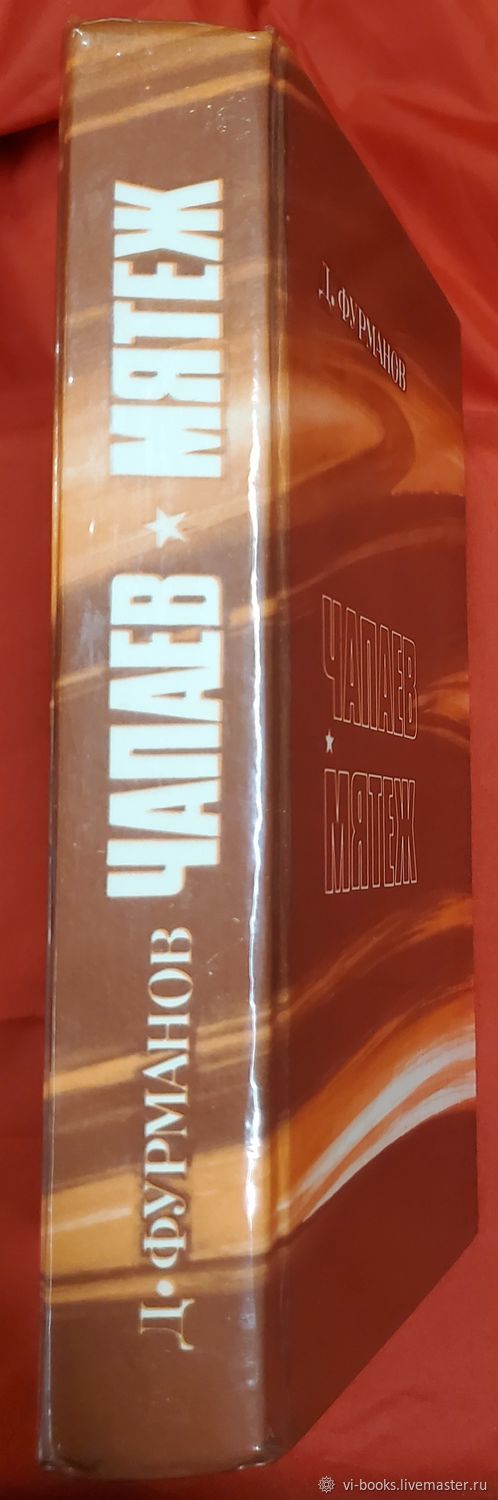 Д. ФУРМАНОВ ЧАПАЕВ ★ МЯТЕЖ
Д. ФУРМАНОВ
ЧАПАЕВ
★
МЯТЕЖ
vi-books.livemaster.ru